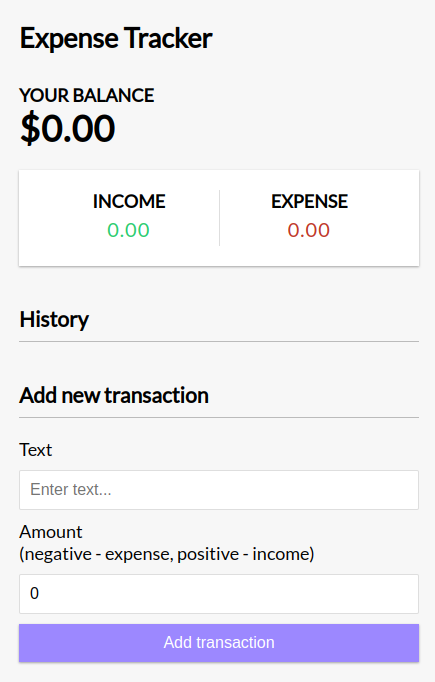 Expense Tracker
YOUR BALANCE
$0.00
INCOME
EXPENSE
0.00
0.00
History
Add new transaction
Text
Enter text...
Amount
(negative - expense, positive - income)
0
Add transaction